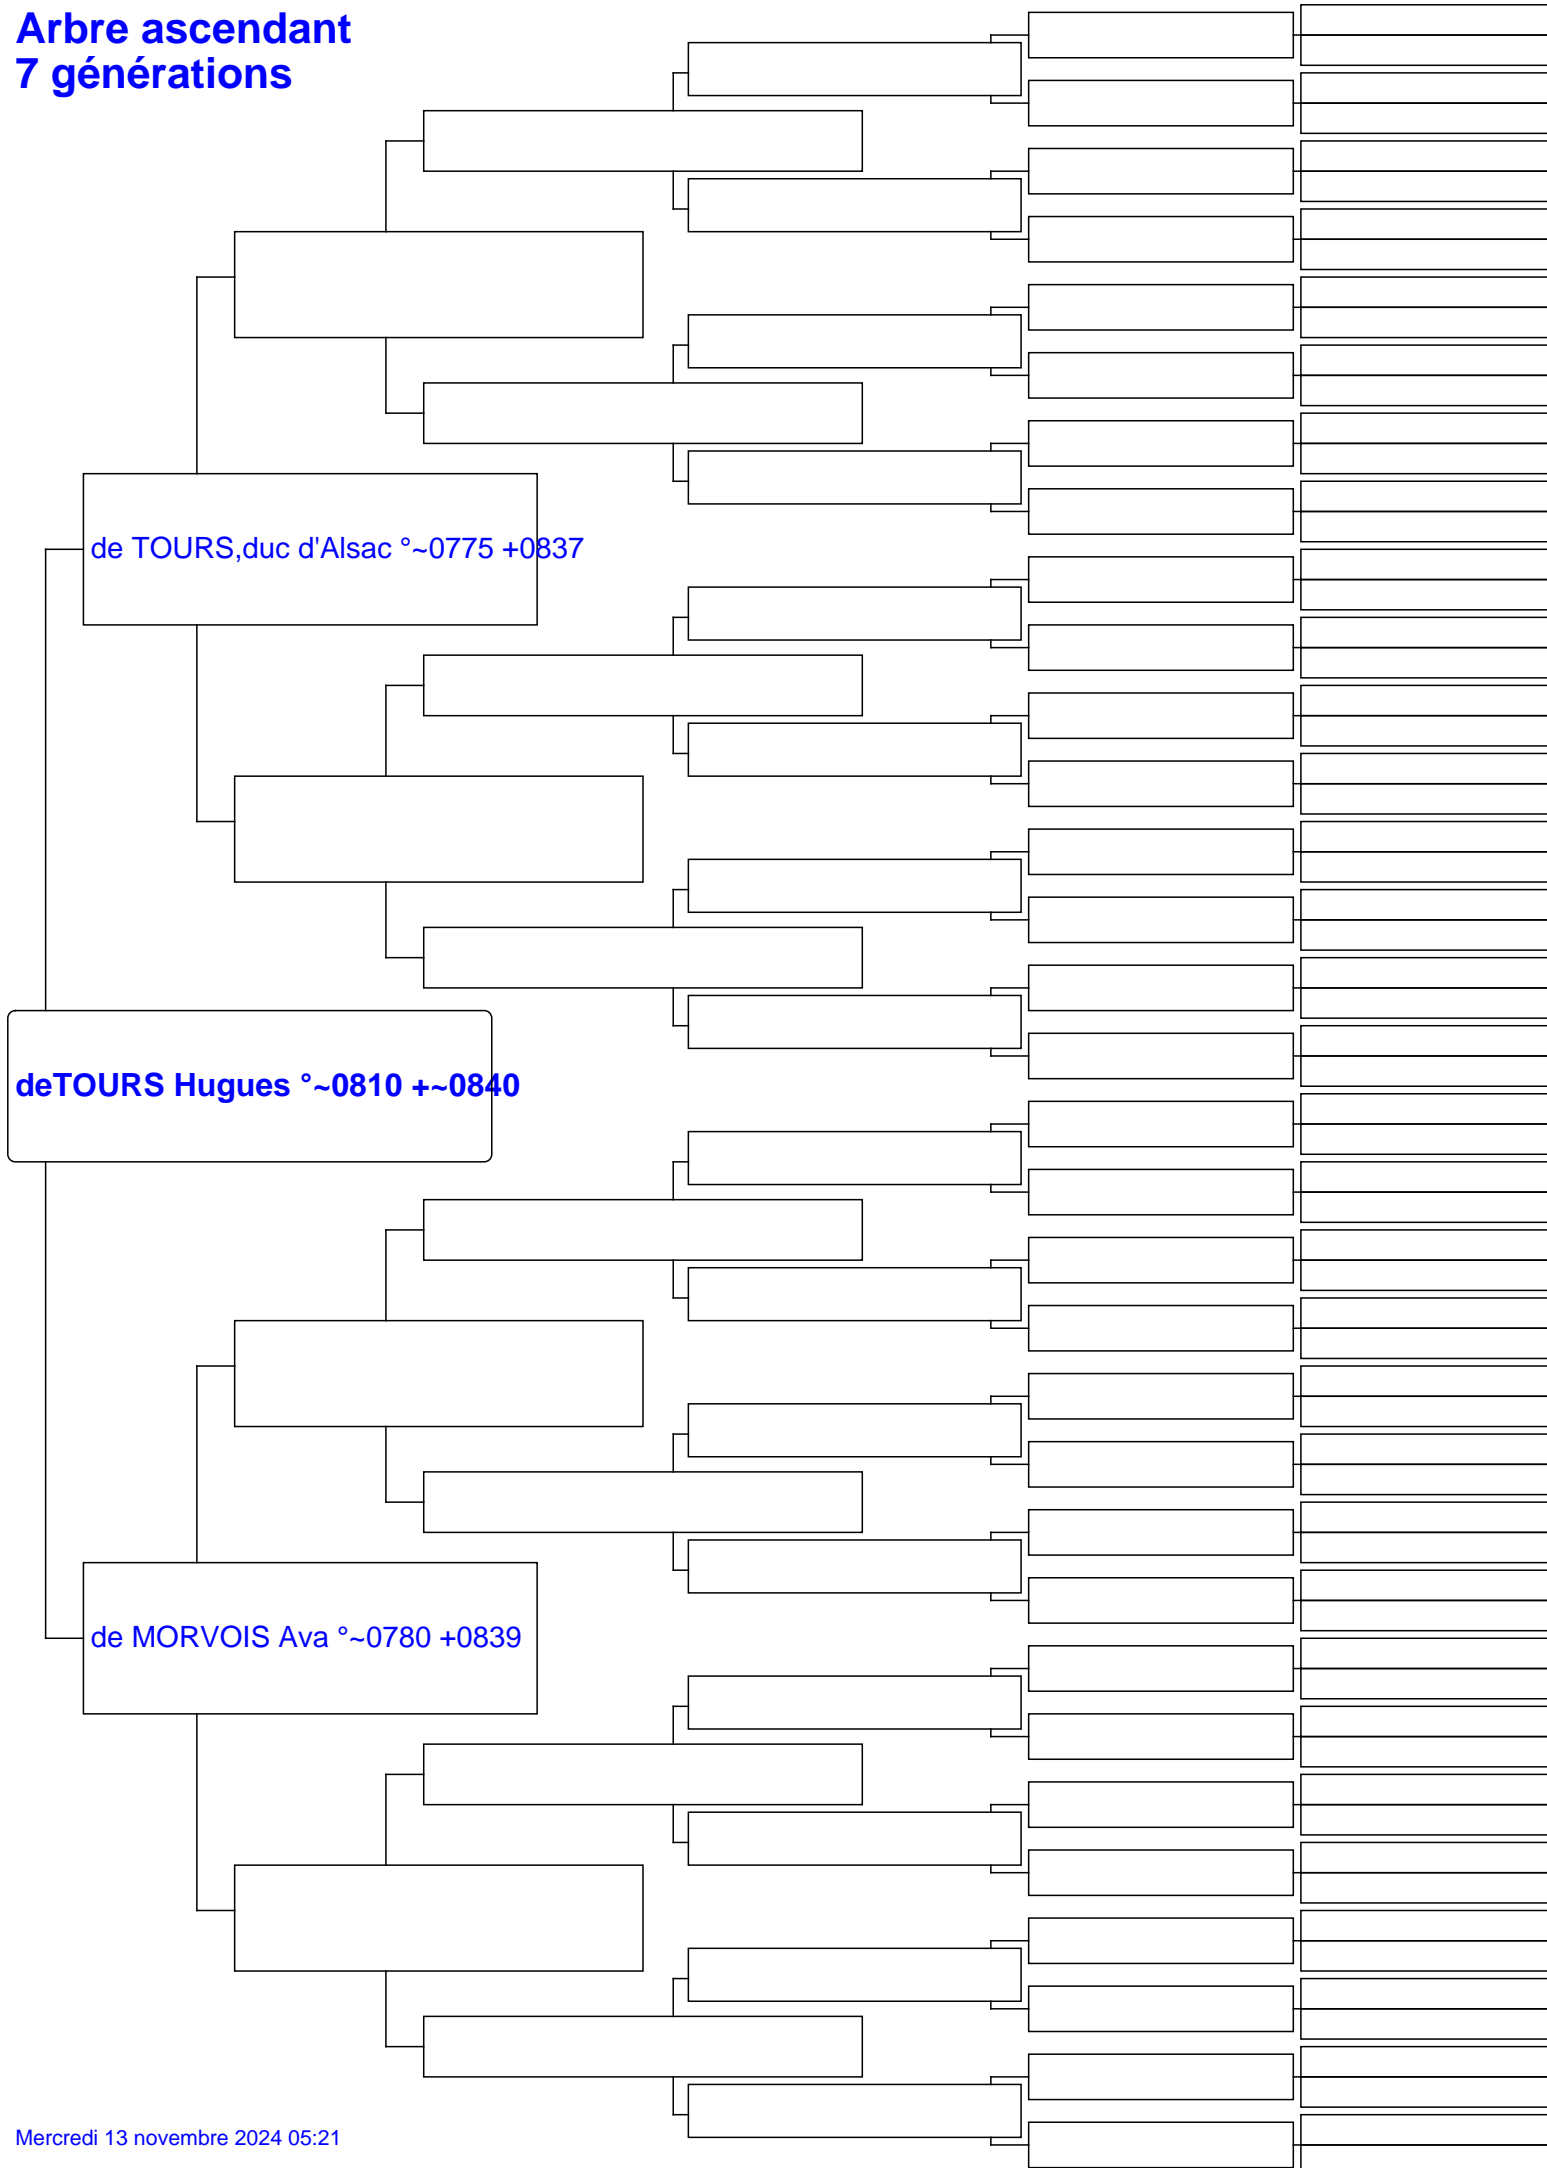 Arbre ascendant
7 générations
de TOURS,duc d'Alsac °~0775 +0837
deTOURS Hugues °~0810 +~0840
de MORVOIS Ava °~0780 +0839
Mercredi 13 novembre 2024 05:21